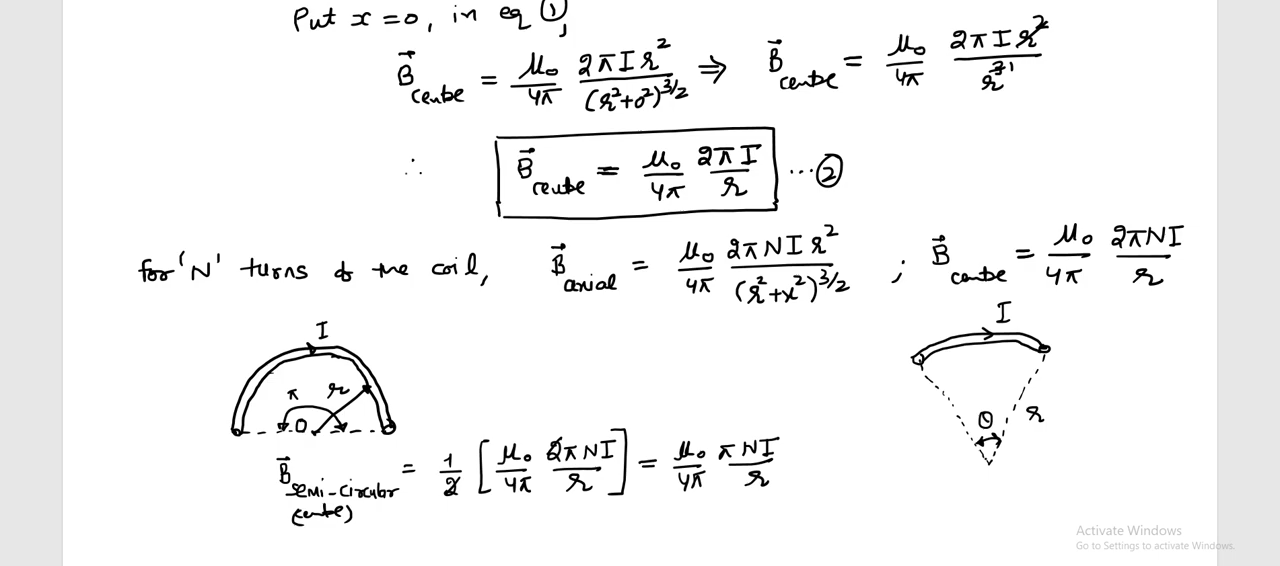 Put x = 0, in eq ①,
B⃗centre = μ₀/4π 2πIr²/(r²+0²)^3/2 ⇒ B⃗centre = μ₀/4π 2πIr²/r³ 1
∴ B⃗centre = μ₀/4π 2πI/r ...②
for 'N' turns of the coil, B⃗axial = μ₀/4π 2πNIr²/(r²+x²)^3/2 ; B⃗centre = μ₀/4π 2πNI/r
I
π r
O
I
θ r
B⃗semi-circular (centre) = 1/2 [μ₀/4π 2πNI/r] = μ₀/4π πNI/r
Activate Windows
Go to Settings to activate Windows.